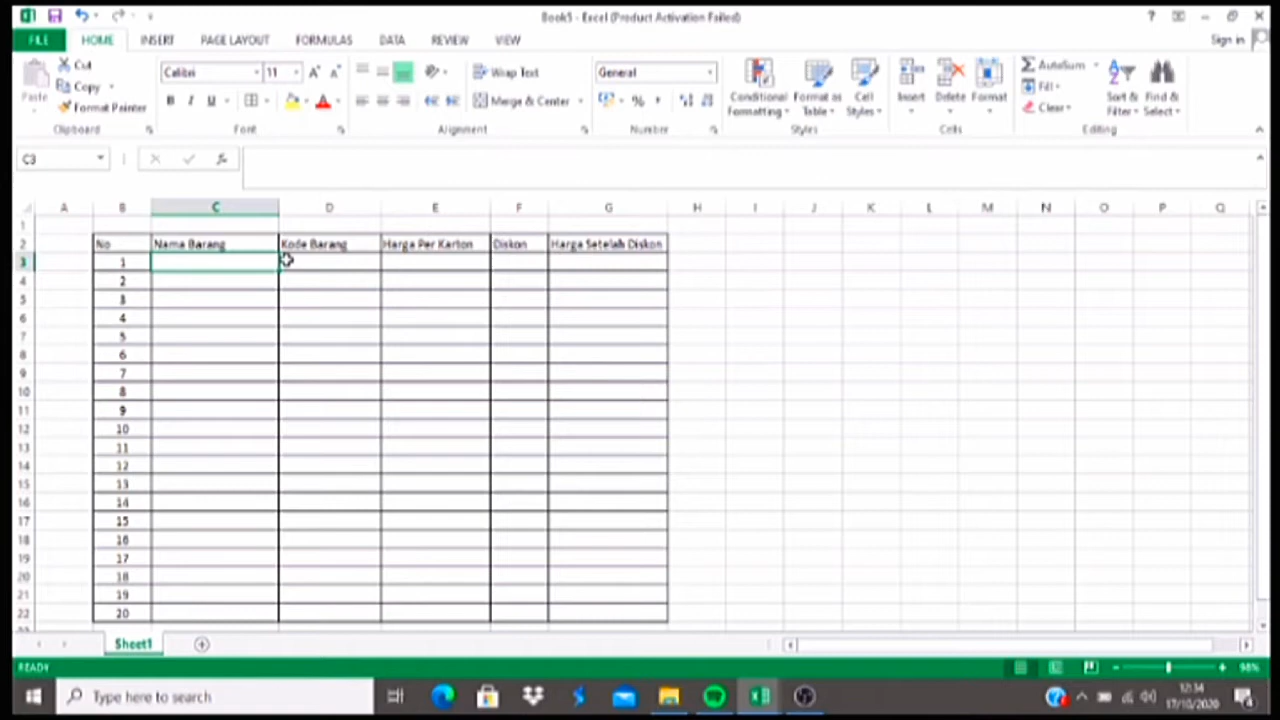 Book5 - Excel (Product Activation Failed)
FILE HOME INSERT PAGE LAYOUT FORMULAS DATA REVIEW VIEW Sign in
Paste
Cut
Copy
Format Painter
Clipboard
Calibri 11
B I U
Font
Wrap Text
Merge & Center
Alignment
General
%
Number
Conditional Formatting
Format as Table
Cell Styles
Styles
Insert
Delete
Format
Cells
AutoSum
Fill
Clear
Sort & Filter
Find & Select
Editing
C3
fx
A B C D E F G H I J K L M N O P Q
1
2 No Nama Barang Kode Barang Harga Per Karton Diskon Harga Setelah Diskon
3 1
4 2
5 3
6 4
7 5
8 6
9 7
10 8
11 9
12 10
13 11
14 12
15 13
16 14
17 15
18 16
19 17
20 18
21 19
22 20
Sheet1
READY
98%
Type here to search
12:34
17/10/2020